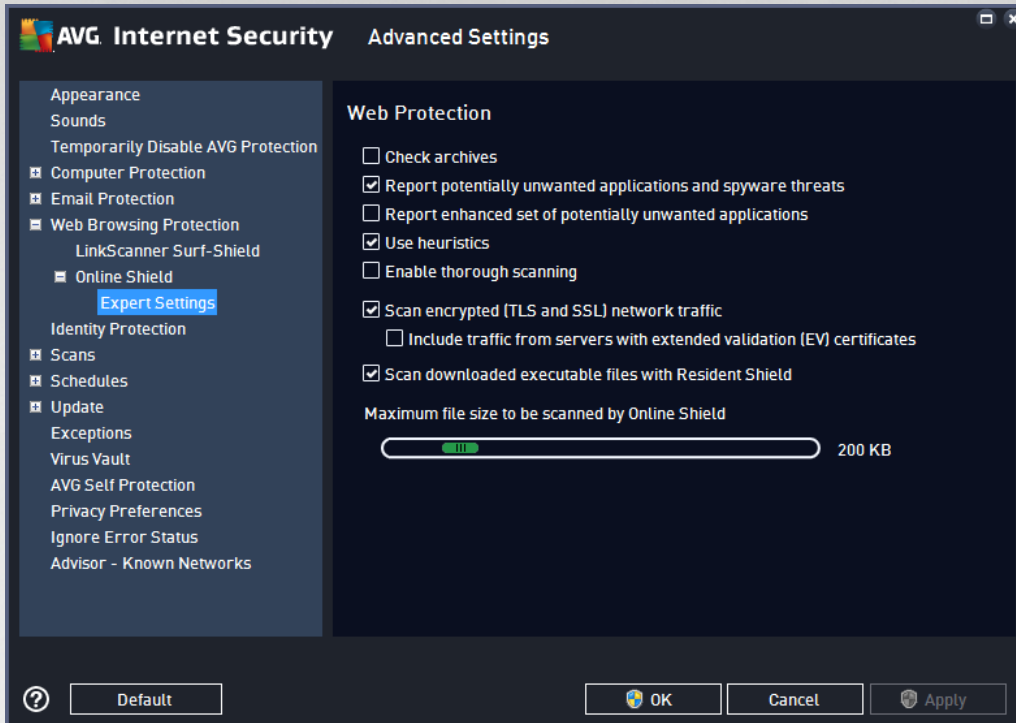 AVG Internet Security Advanced Settings
Appearance
Sounds
Temporarily Disable AVG Protection
Computer Protection
Email Protection
Web Browsing Protection
LinkScanner Surf-Shield
Online Shield
Expert Settings
Identity Protection
Scans
Schedules
Update
Exceptions
Virus Vault
AVG Self Protection
Privacy Preferences
Ignore Error Status
Advisor - Known Networks
Web Protection
Check archives
Report potentially unwanted applications and spyware threats
Report enhanced set of potentially unwanted applications
Use heuristics
Enable thorough scanning
Scan encrypted (TLS and SSL) network traffic
Include traffic from servers with extended validation (EV) certificates
Scan downloaded executable files with Resident Shield
Maximum file size to be scanned by Online Shield
200 KB
? Default OK Cancel Apply